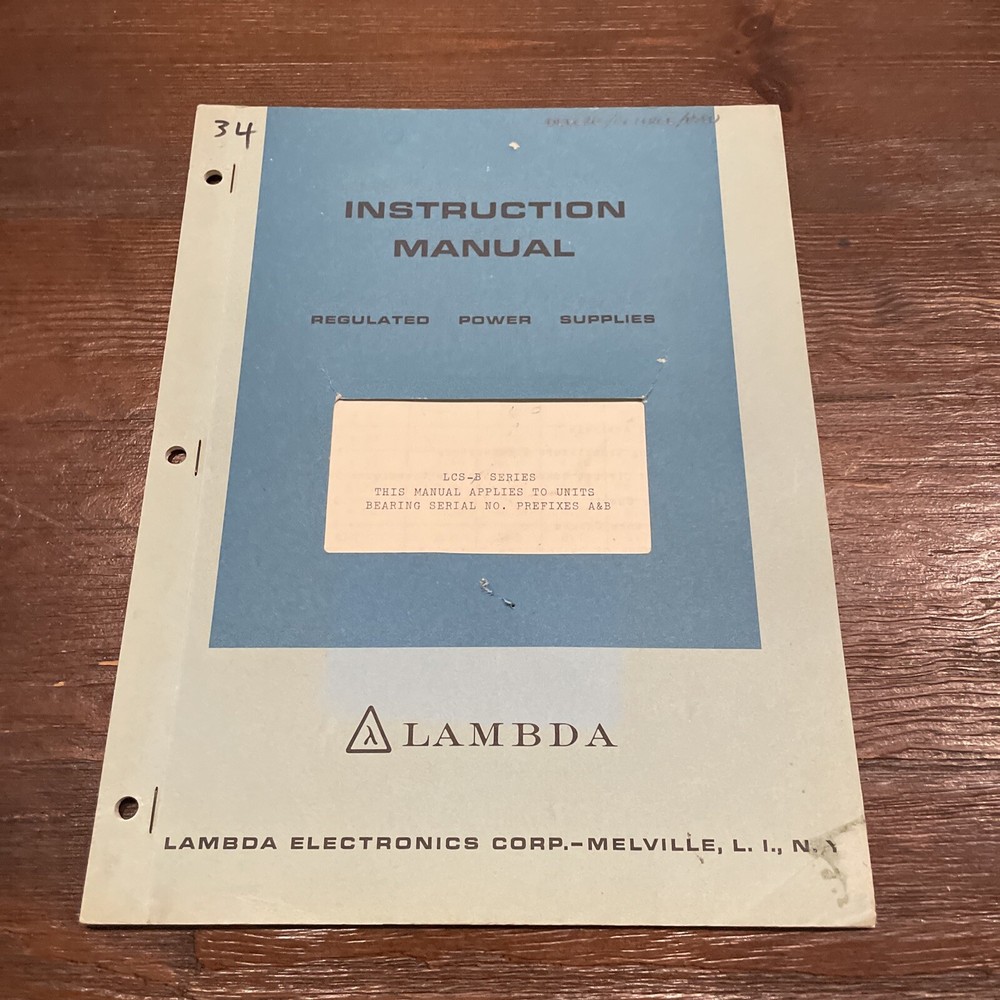 34
INSTRUCTION
MANUAL
REGULATED POWER SUPPLIES
LCS-B SERIES
THIS MANUAL APPLIES TO UNITS
BEARING SERIAL NO. PREFIXES A&B
λ LAMBDA
LAMBDA ELECTRONICS CORP.-MELVILLE, L. I., N. Y